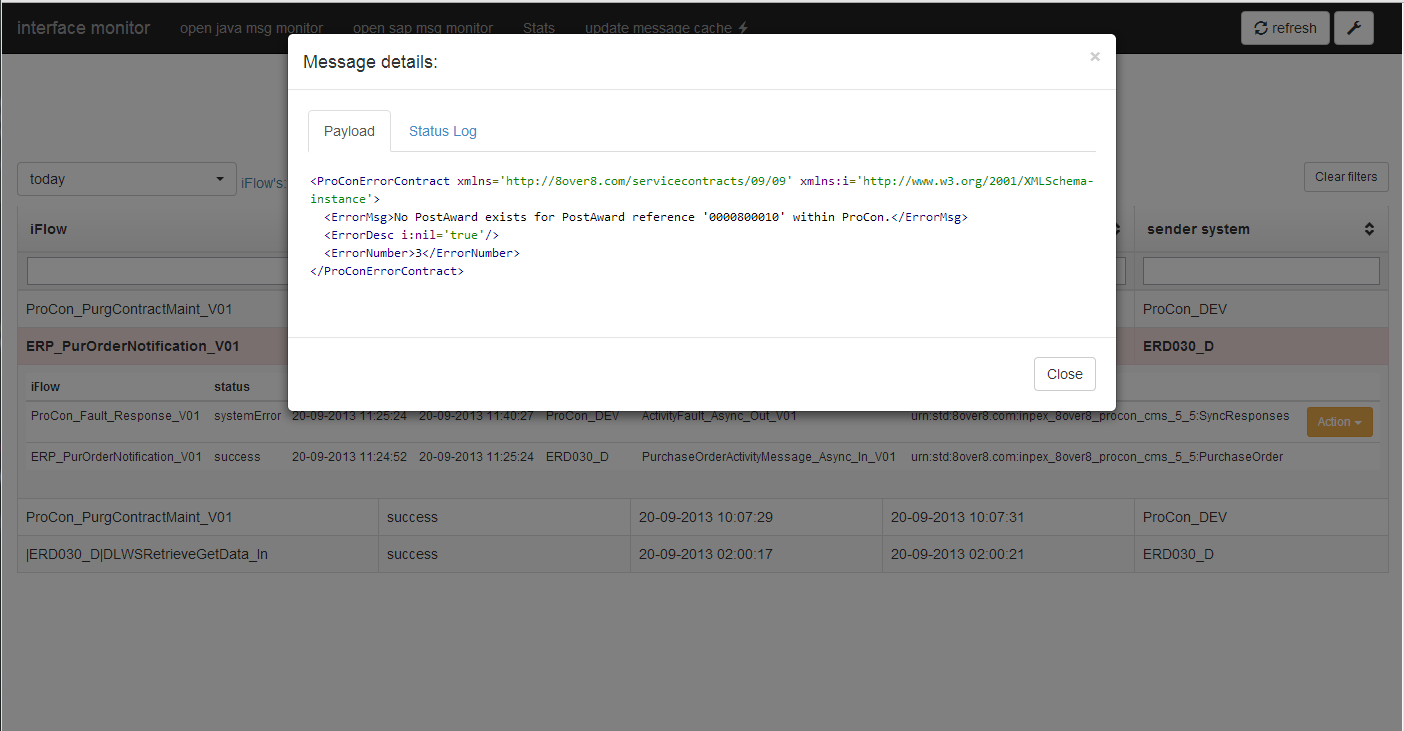 interface monitor open java msg monitor open sap msg monitor Stats update message cache refresh
Message details: ×
Payload Status Log
<ProConErrorContract xmlns='http://8over8.com/servicecontracts/09/09' xmlns:i='http://www.w3.org/2001/XMLSchema-
instance'>
<ErrorMsg>No PostAward exists for PostAward reference '0000800010' within ProCon.</ErrorMsg>
<ErrorDesc i:nil='true'/>
<ErrorNumber>3</ErrorNumber>
</ProConErrorContract>
Close
today iFlow's: Clear filters
iFlow sender system
ProCon_PurgContractMaint_V01 ProCon_DEV
ERP_PurOrderNotification_V01 ERD030_D
iFlow status
ProCon_Fault_Response_V01 systemError 20-09-2013 11:25:24 20-09-2013 11:40:27 ProCon_DEV ActivityFault_Async_Out_V01 urn:std:8over8.com:inpex_8over8_procon_cms_5_5:SyncResponses Action
ERP_PurOrderNotification_V01 success 20-09-2013 11:24:52 20-09-2013 11:25:24 ERD030_D PurchaseOrderActivityMessage_Async_In_V01 urn:std:8over8.com:inpex_8over8_procon_cms_5_5:PurchaseOrder
ProCon_PurgContractMaint_V01 success 20-09-2013 10:07:29 20-09-2013 10:07:31 ProCon_DEV
|ERD030_D|DLWSRetrieveGetData_In success 20-09-2013 02:00:17 20-09-2013 02:00:21 ERD030_D